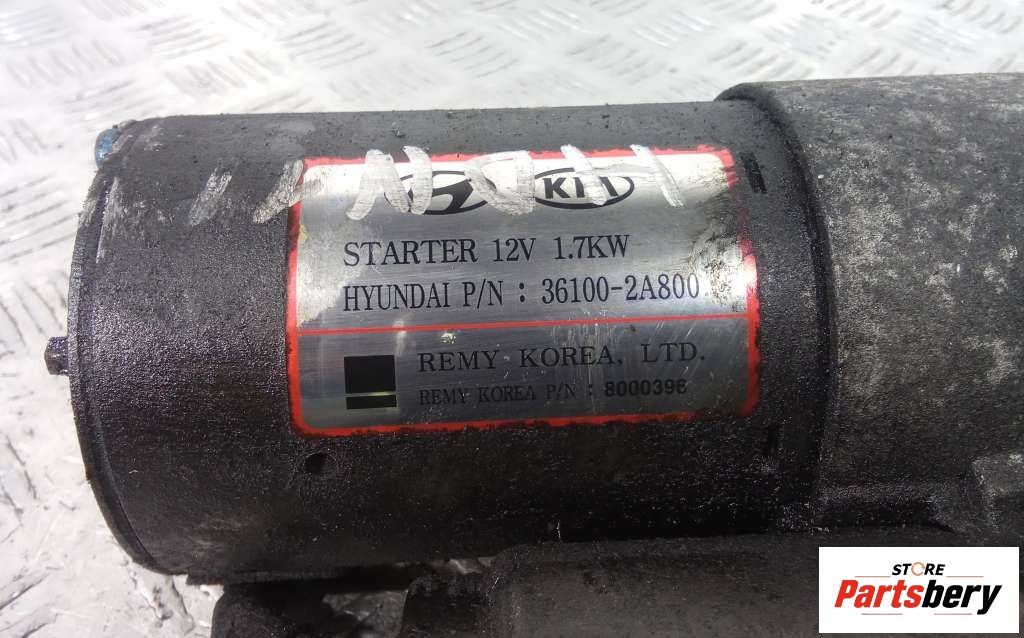 KIA
STARTER 12V 1.7KW
HYUNDAI P/N : 36100-2A800
REMY KOREA, LTD.
REMY KOREA P/N : 8000396
STORE
Partsbery